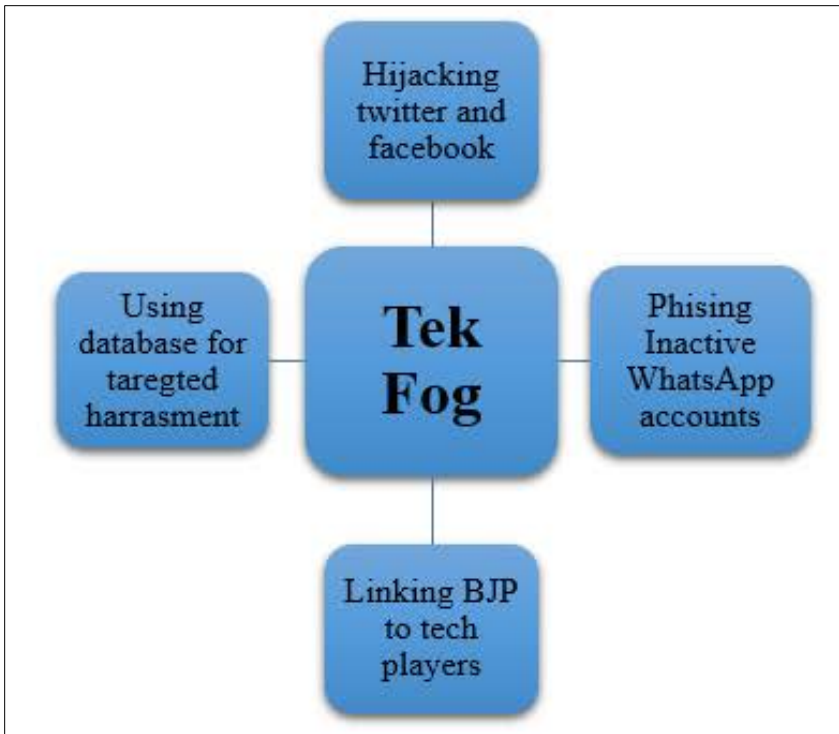 Hijacking
twitter and
facebook
Using
database for
taregted
harrasment
Tek
Fog
Phising
Inactive
WhatsApp
accounts
Linking BJP
to tech
players